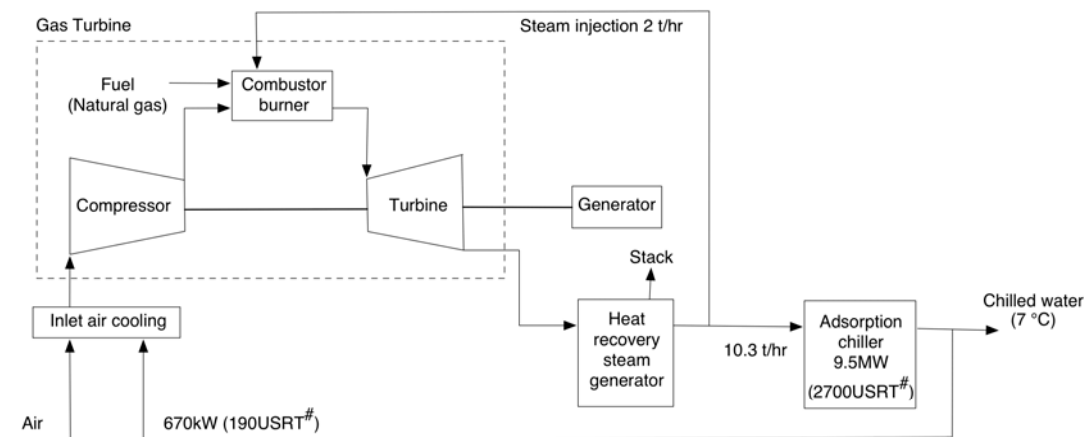 Gas Turbine
Steam injection 2 t/hr
Fuel
(Natural gas)
Combustor
burner
Compressor
Turbine
Generator
Stack
Inlet air cooling
Heat
recovery
steam
generator
10.3 t/hr
Adsorption
chiller
9.5MW
(2700USRT#)
Chilled water
(7 °C)
Air
670kW (190USRT#)